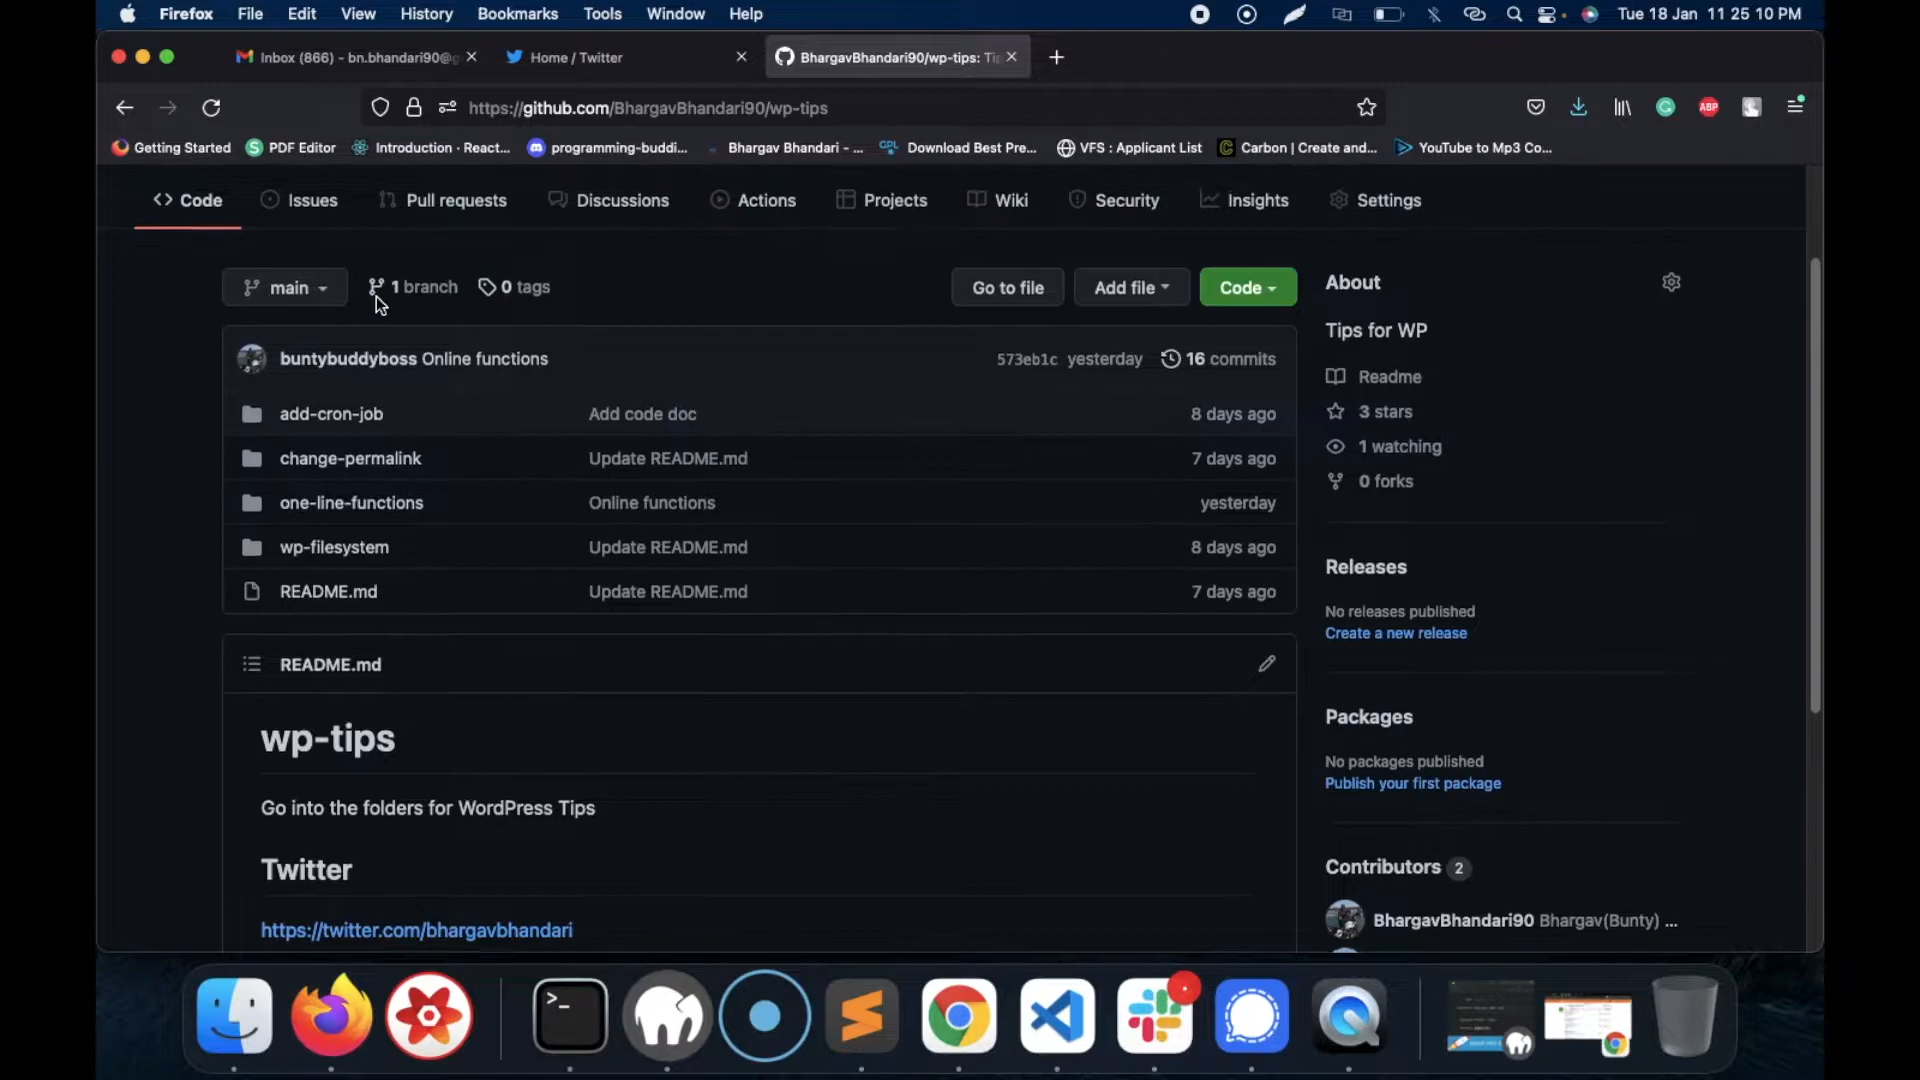 Firefox File Edit View History Bookmarks Tools Window Help Tue 18 Jan 11 25 10 PM
Inbox (866) - bn.bhandari90@g Home / Twitter BhargavBhandari90/wp-tips: Ti
https://github.com/BhargavBhandari90/wp-tips ABP
Getting Started PDF Editor Introduction · React... programming-buddi... Bhargav Bhandari - ... GPL Download Best Pre... VFS : Applicant List Carbon | Create and... YouTube to Mp3 Co...
Code Issues Pull requests Discussions Actions Projects Wiki Security Insights Settings
main 1 branch 0 tags Go to file Add file Code
buntybuddyboss Online functions 573eb1c yesterday 16 commits
add-cron-job Add code doc 8 days ago
change-permalink Update README.md 7 days ago
one-line-functions Online functions yesterday
wp-filesystem Update README.md 8 days ago
README.md Update README.md 7 days ago
README.md
wp-tips
Go into the folders for WordPress Tips
Twitter
https://twitter.com/bhargavbhandari
About
Tips for WP
Readme
3 stars
1 watching
0 forks
Releases
No releases published
Create a new release
Packages
No packages published
Publish your first package
Contributors 2
BhargavBhandari90 Bhargav(Bunty) ...